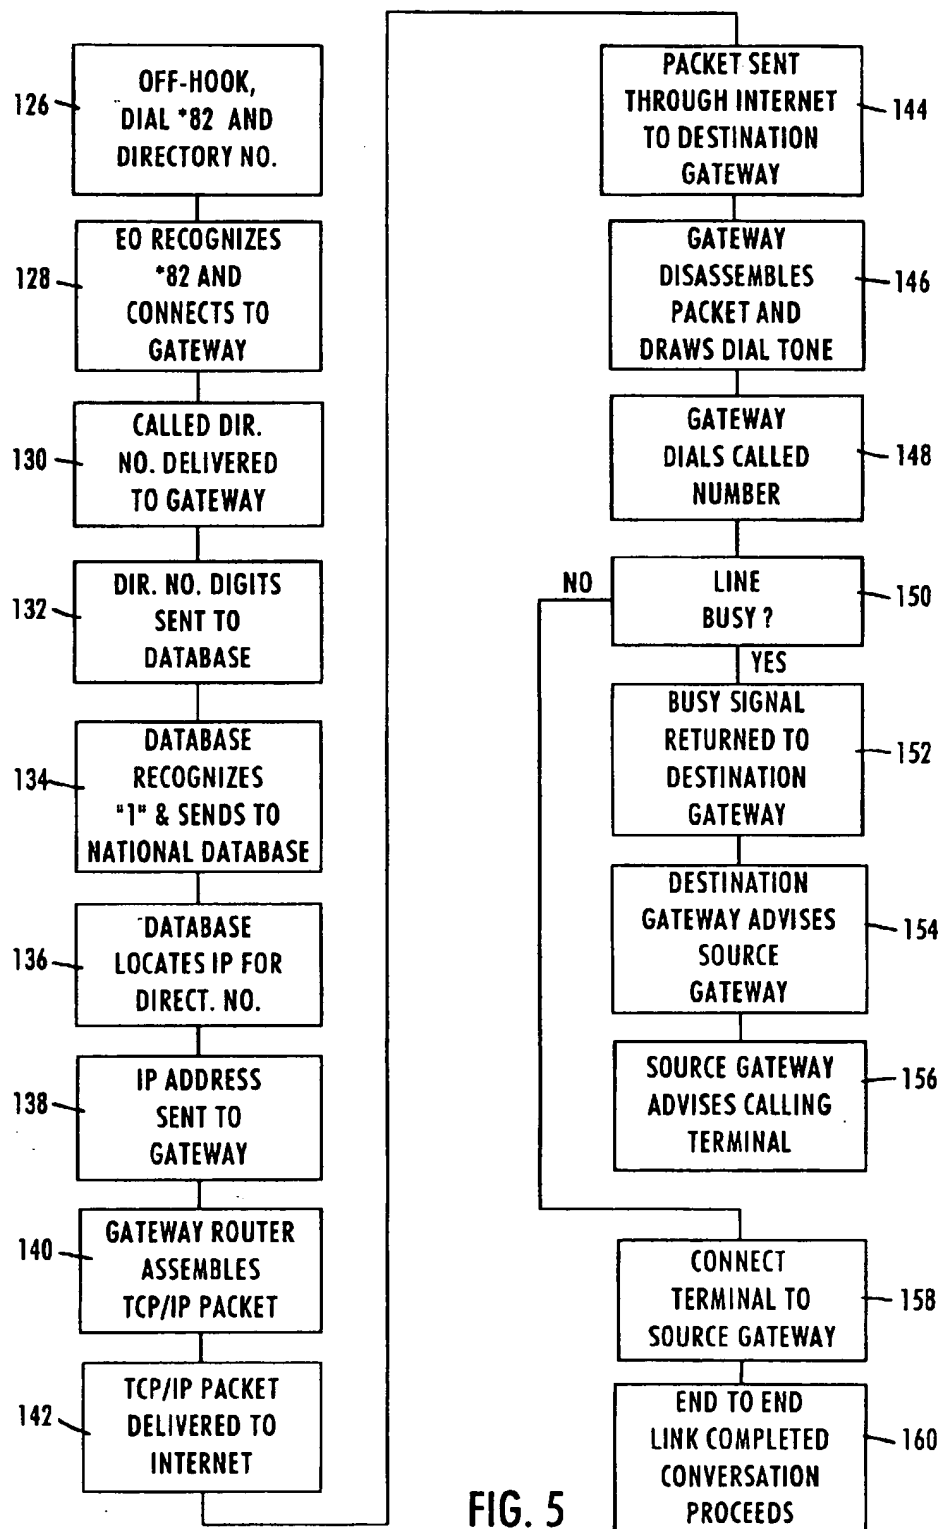 126
OFF-HOOK,
DIAL *82 AND
DIRECTORY NO.
128
EO RECOGNIZES
*82 AND
CONNECTS TO
GATEWAY
130
CALLED DIR.
NO. DELIVERED
TO GATEWAY
132
DIR. NO. DIGITS
SENT TO
DATABASE
134
DATABASE
RECOGNIZES
"1" & SENDS TO
NATIONAL DATABASE
136
DATABASE
LOCATES IP FOR
DIRECT. NO.
138
IP ADDRESS
SENT TO
GATEWAY
140
GATEWAY ROUTER
ASSEMBLES
TCP/IP PACKET
142
TCP/IP PACKET
DELIVERED TO
INTERNET
PACKET SENT
THROUGH INTERNET
TO DESTINATION
GATEWAY
144
GATEWAY
DISASSEMBLES
PACKET AND
DRAWS DIAL TONE
146
GATEWAY
DIALS CALLED
NUMBER
148
LINE
BUSY ?
150
NO
YES
BUSY SIGNAL
RETURNED TO
DESTINATION
GATEWAY
152
DESTINATION
GATEWAY ADVISES
SOURCE
GATEWAY
154
SOURCE GATEWAY
ADVISES CALLING
TERMINAL
156
CONNECT
TERMINAL TO
SOURCE GATEWAY
158
END TO END
LINK COMPLETED
CONVERSATION
PROCEEDS
160
FIG. 5